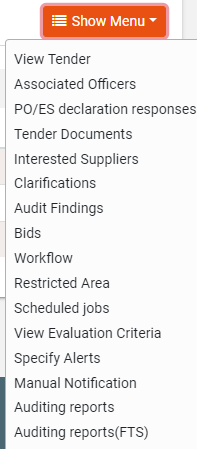 Show Menu
View Tender
Associated Officers
PO/ES declaration responses
Tender Documents
Interested Suppliers
Clarifications
Audit Findings
Bids
Workflow
Restricted Area
Scheduled jobs
View Evaluation Criteria
Specify Alerts
Manual Notification
Auditing reports
Auditing reports(FTS)